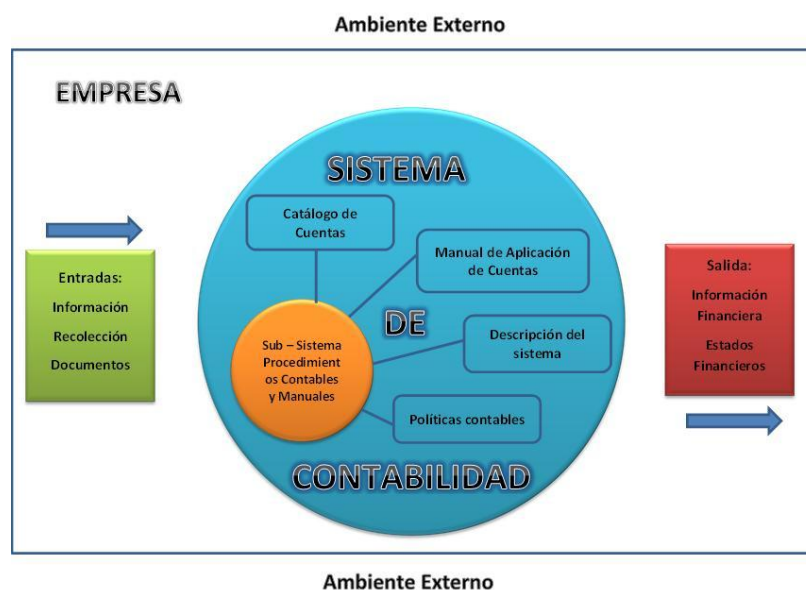 Ambiente Externo
EMPRESA
SISTEMA
Catálogo de
Cuentas
Manual de Aplicación
de Cuentas
Entradas:
Información
Recolección
Documentos
DE
Sub – Sistema
Procedimient
os Contables
y Manuales
Descripción del
sistema
Políticas contables
CONTABILIDAD
Salida:
Información
Financiera
Estados
Financieros
Ambiente Externo